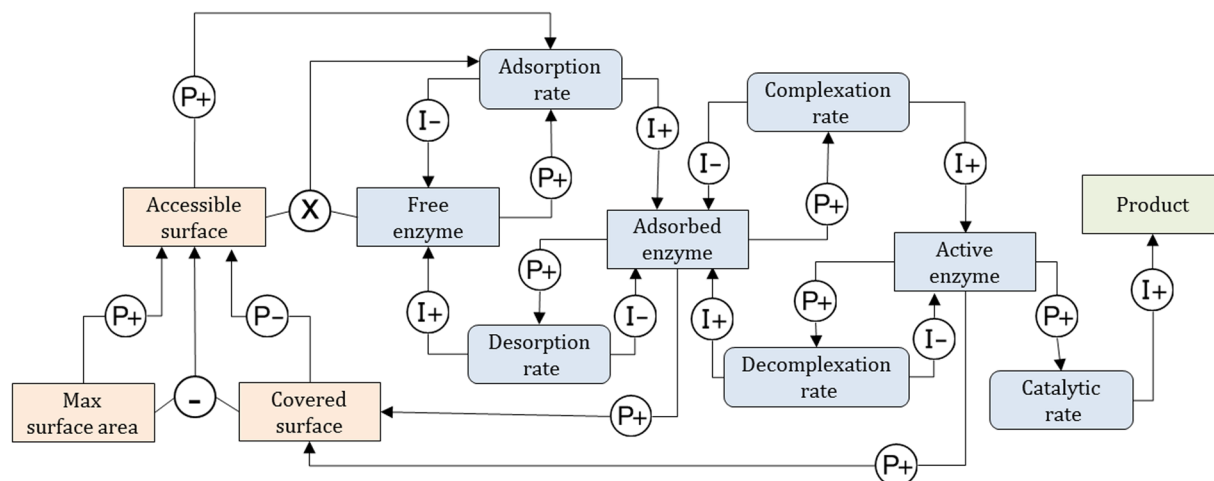 P+
Adsorption
rate
I-
I+
P+
Complexation
rate
I-
I+
P+
Accessible
surface
X
Free
enzyme
Adsorbed
enzyme
Product
Active
enzyme
P+
P-
I+
P+
I-
I+
P+
I-
P+
I+
Desorption
rate
Decomplexation
rate
Catalytic
rate
Max
surface area
-
Covered
surface
P+
P+